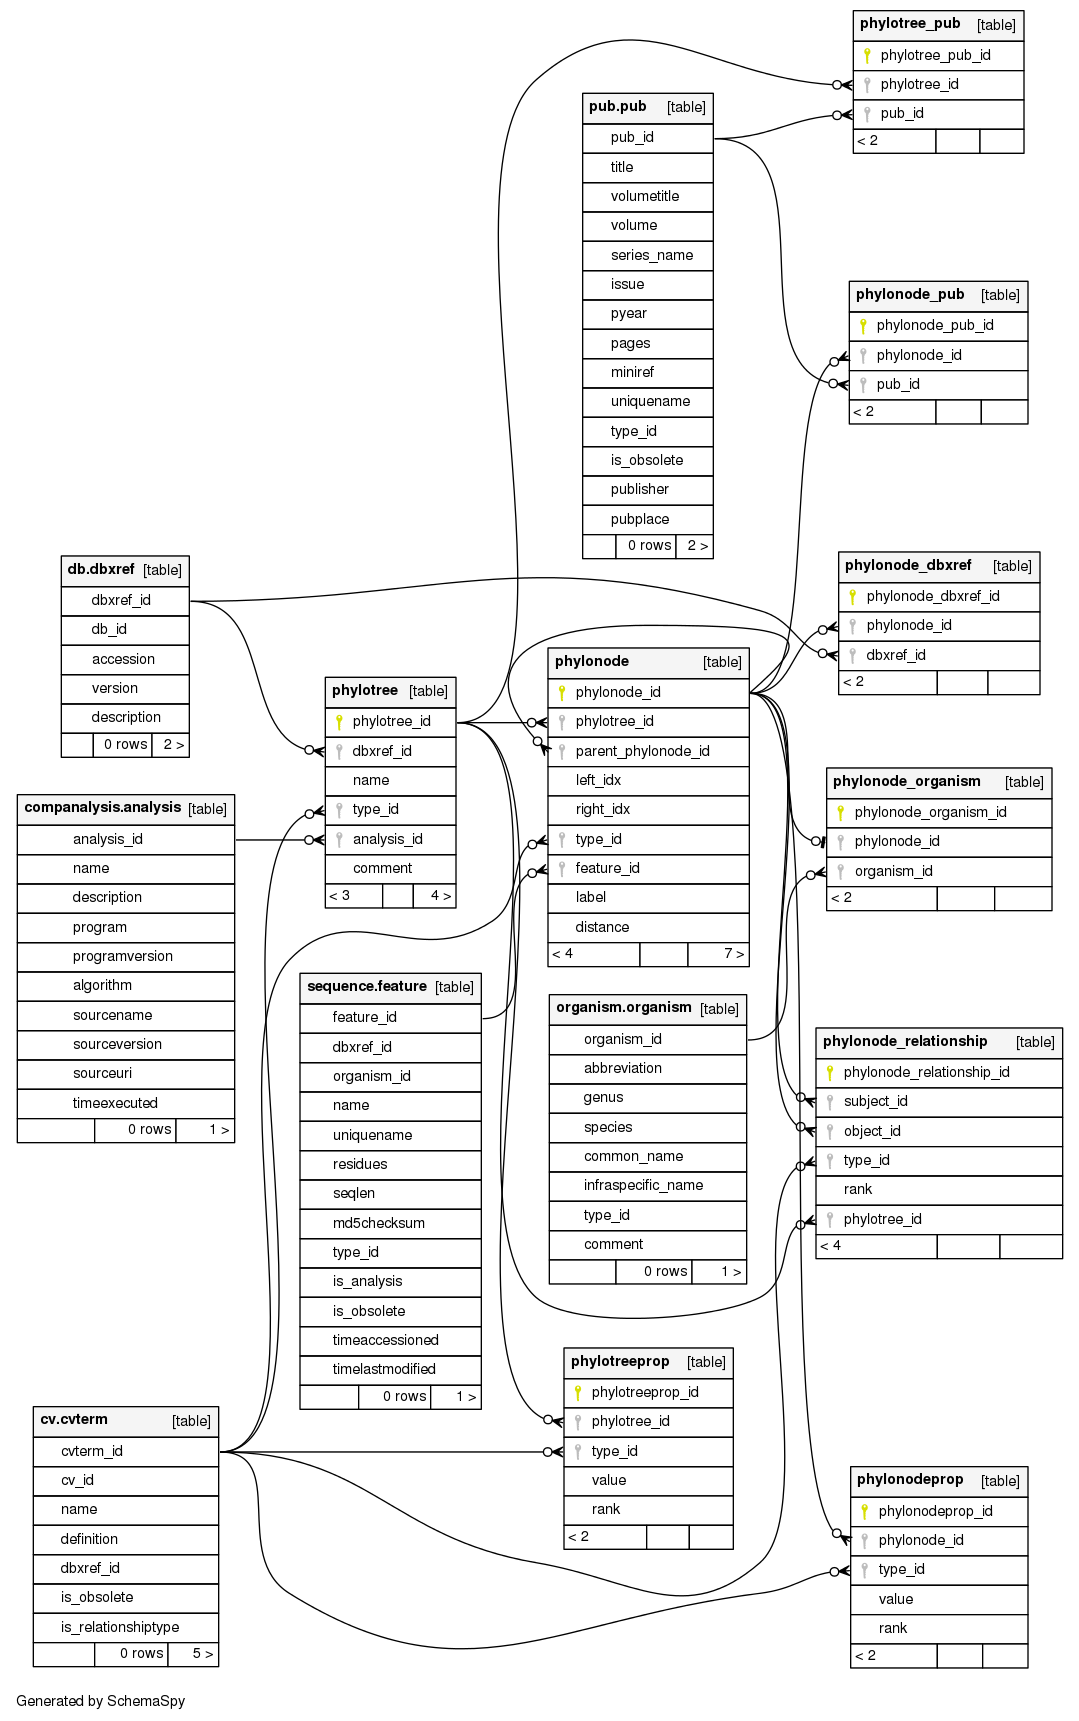 phylotree_pub [table]
phylotree_pub_id
phylotree_id
pub_id
< 2
pub.pub [table]
pub_id
title
volumetitle
volume
series_name
issue
pyear
pages
miniref
uniquename
type_id
is_obsolete
publisher
pubplace
0 rows 2 >
phylonode_pub [table]
phylonode_pub_id
phylonode_id
pub_id
< 2
db.dbxref [table]
dbxref_id
db_id
accession
version
description
0 rows 2 >
phylonode_dbxref [table]
phylonode_dbxref_id
phylonode_id
dbxref_id
< 2
phylotree [table]
phylotree_id
dbxref_id
name
type_id
analysis_id
comment
< 3 4 >
phylonode [table]
phylonode_id
phylotree_id
parent_phylonode_id
left_idx
right_idx
type_id
feature_id
label
distance
< 4 7 >
phylonode_organism [table]
phylonode_organism_id
phylonode_id
organism_id
< 2
companalysis.analysis [table]
analysis_id
name
description
program
programversion
algorithm
sourcename
sourceversion
sourceuri
timeexecuted
0 rows 1 >
sequence.feature [table]
feature_id
dbxref_id
organism_id
name
uniquename
residues
seqlen
md5checksum
type_id
is_analysis
is_obsolete
timeaccessioned
timelastmodified
0 rows 1 >
organism.organism [table]
organism_id
abbreviation
genus
species
common_name
infraspecific_name
type_id
comment
0 rows 1 >
phylonode_relationship [table]
phylonode_relationship_id
subject_id
object_id
type_id
rank
phylotree_id
< 4
phylotreeprop [table]
phylotreeprop_id
phylotree_id
type_id
value
rank
< 2
cv.cvterm [table]
cvterm_id
cv_id
name
definition
dbxref_id
is_obsolete
is_relationshiptype
0 rows 5 >
phylonodeprop [table]
phylonodeprop_id
phylonode_id
type_id
value
rank
< 2
Generated by SchemaSpy